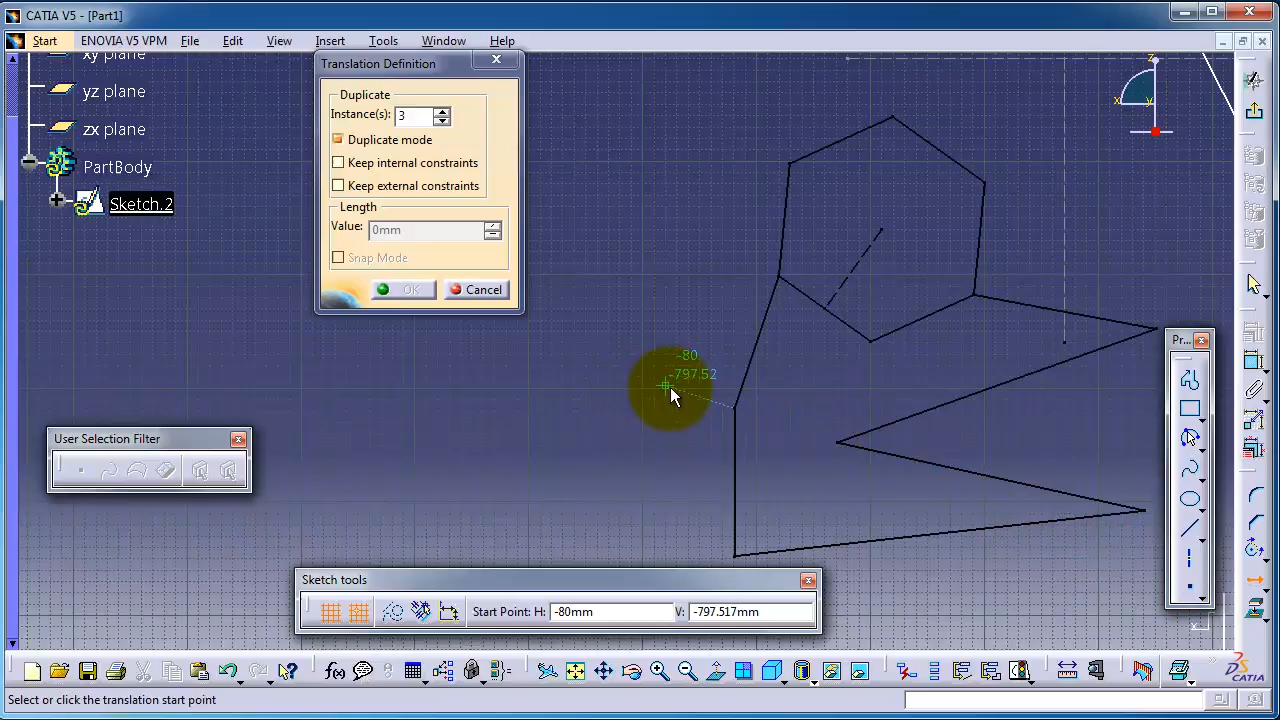 CATIA V5 - [Part1]
Start ENOVIA V5 VPM File Edit View Insert Tools Window Help
xy plane
yz plane
zx plane
PartBody
Sketch.2
Translation Definition
Duplicate
Instance(s): 3
Duplicate mode
Keep internal constraints
Keep external constraints
Length
Value: 0mm
Snap Mode
OK Cancel
z
x
y
-80
-797.52
Pr...
User Selection Filter
Sketch tools
Start Point: H: -80mm V: -797.517mm
f(x)
CATIA
Select or click the translation start point